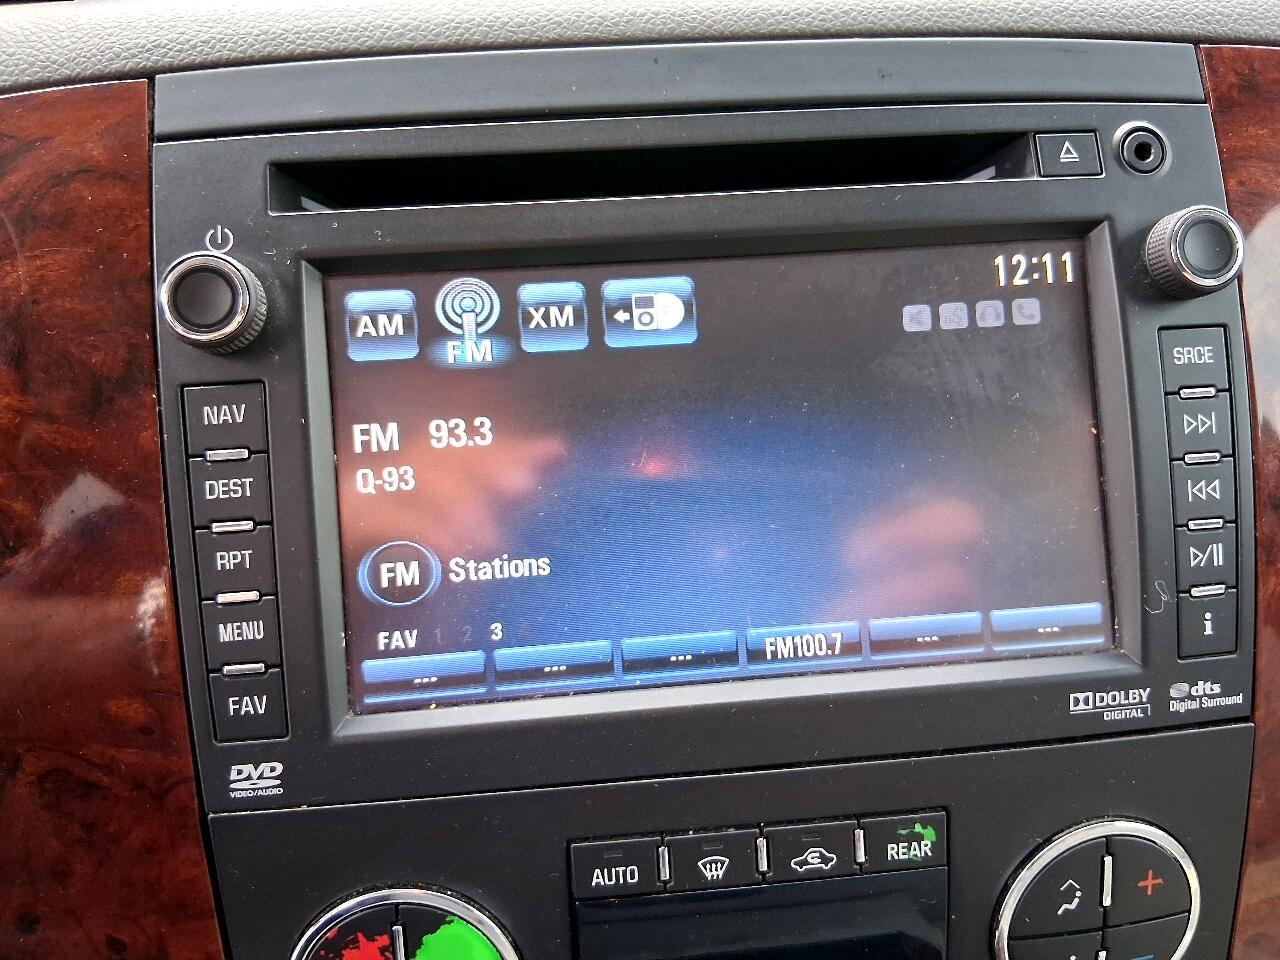 12:11
AM FM XM
SRCE
NAV
FM 93.3
Q-93
DEST
RPT
FM Stations
MENU
FAV 1 2 3
--- --- --- FM100.7 --- ---
i
FAV
DOLBY
DIGITAL
dts
Digital Surround
DVD
VIDEO/AUDIO
AUTO
REAR